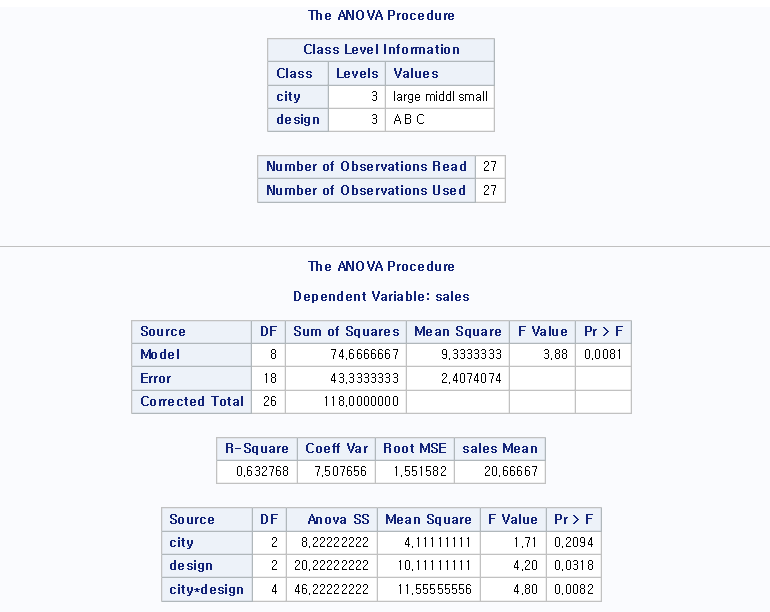 The ANOVA Procedure
Class Level Information
Class Levels Values
city 3 large middl small
design 3 A B C
Number of Observations Read 27
Number of Observations Used 27
The ANOVA Procedure
Dependent Variable: sales
Source DF Sum of Squares Mean Square F Value Pr > F
Model 8 74,6666667 9,3333333 3,88 0,0081
Error 18 43,3333333 2,4074074
Corrected Total 26 118,0000000
R-Square Coeff Var Root MSE sales Mean
0,632768 7,507656 1,551582 20,66667
Source DF Anova SS Mean Square F Value Pr > F
city 2 8,22222222 4,11111111 1,71 0,2094
design 2 20,22222222 10,11111111 4,20 0,0318
city*design 4 46,22222222 11,55555556 4,80 0,0082